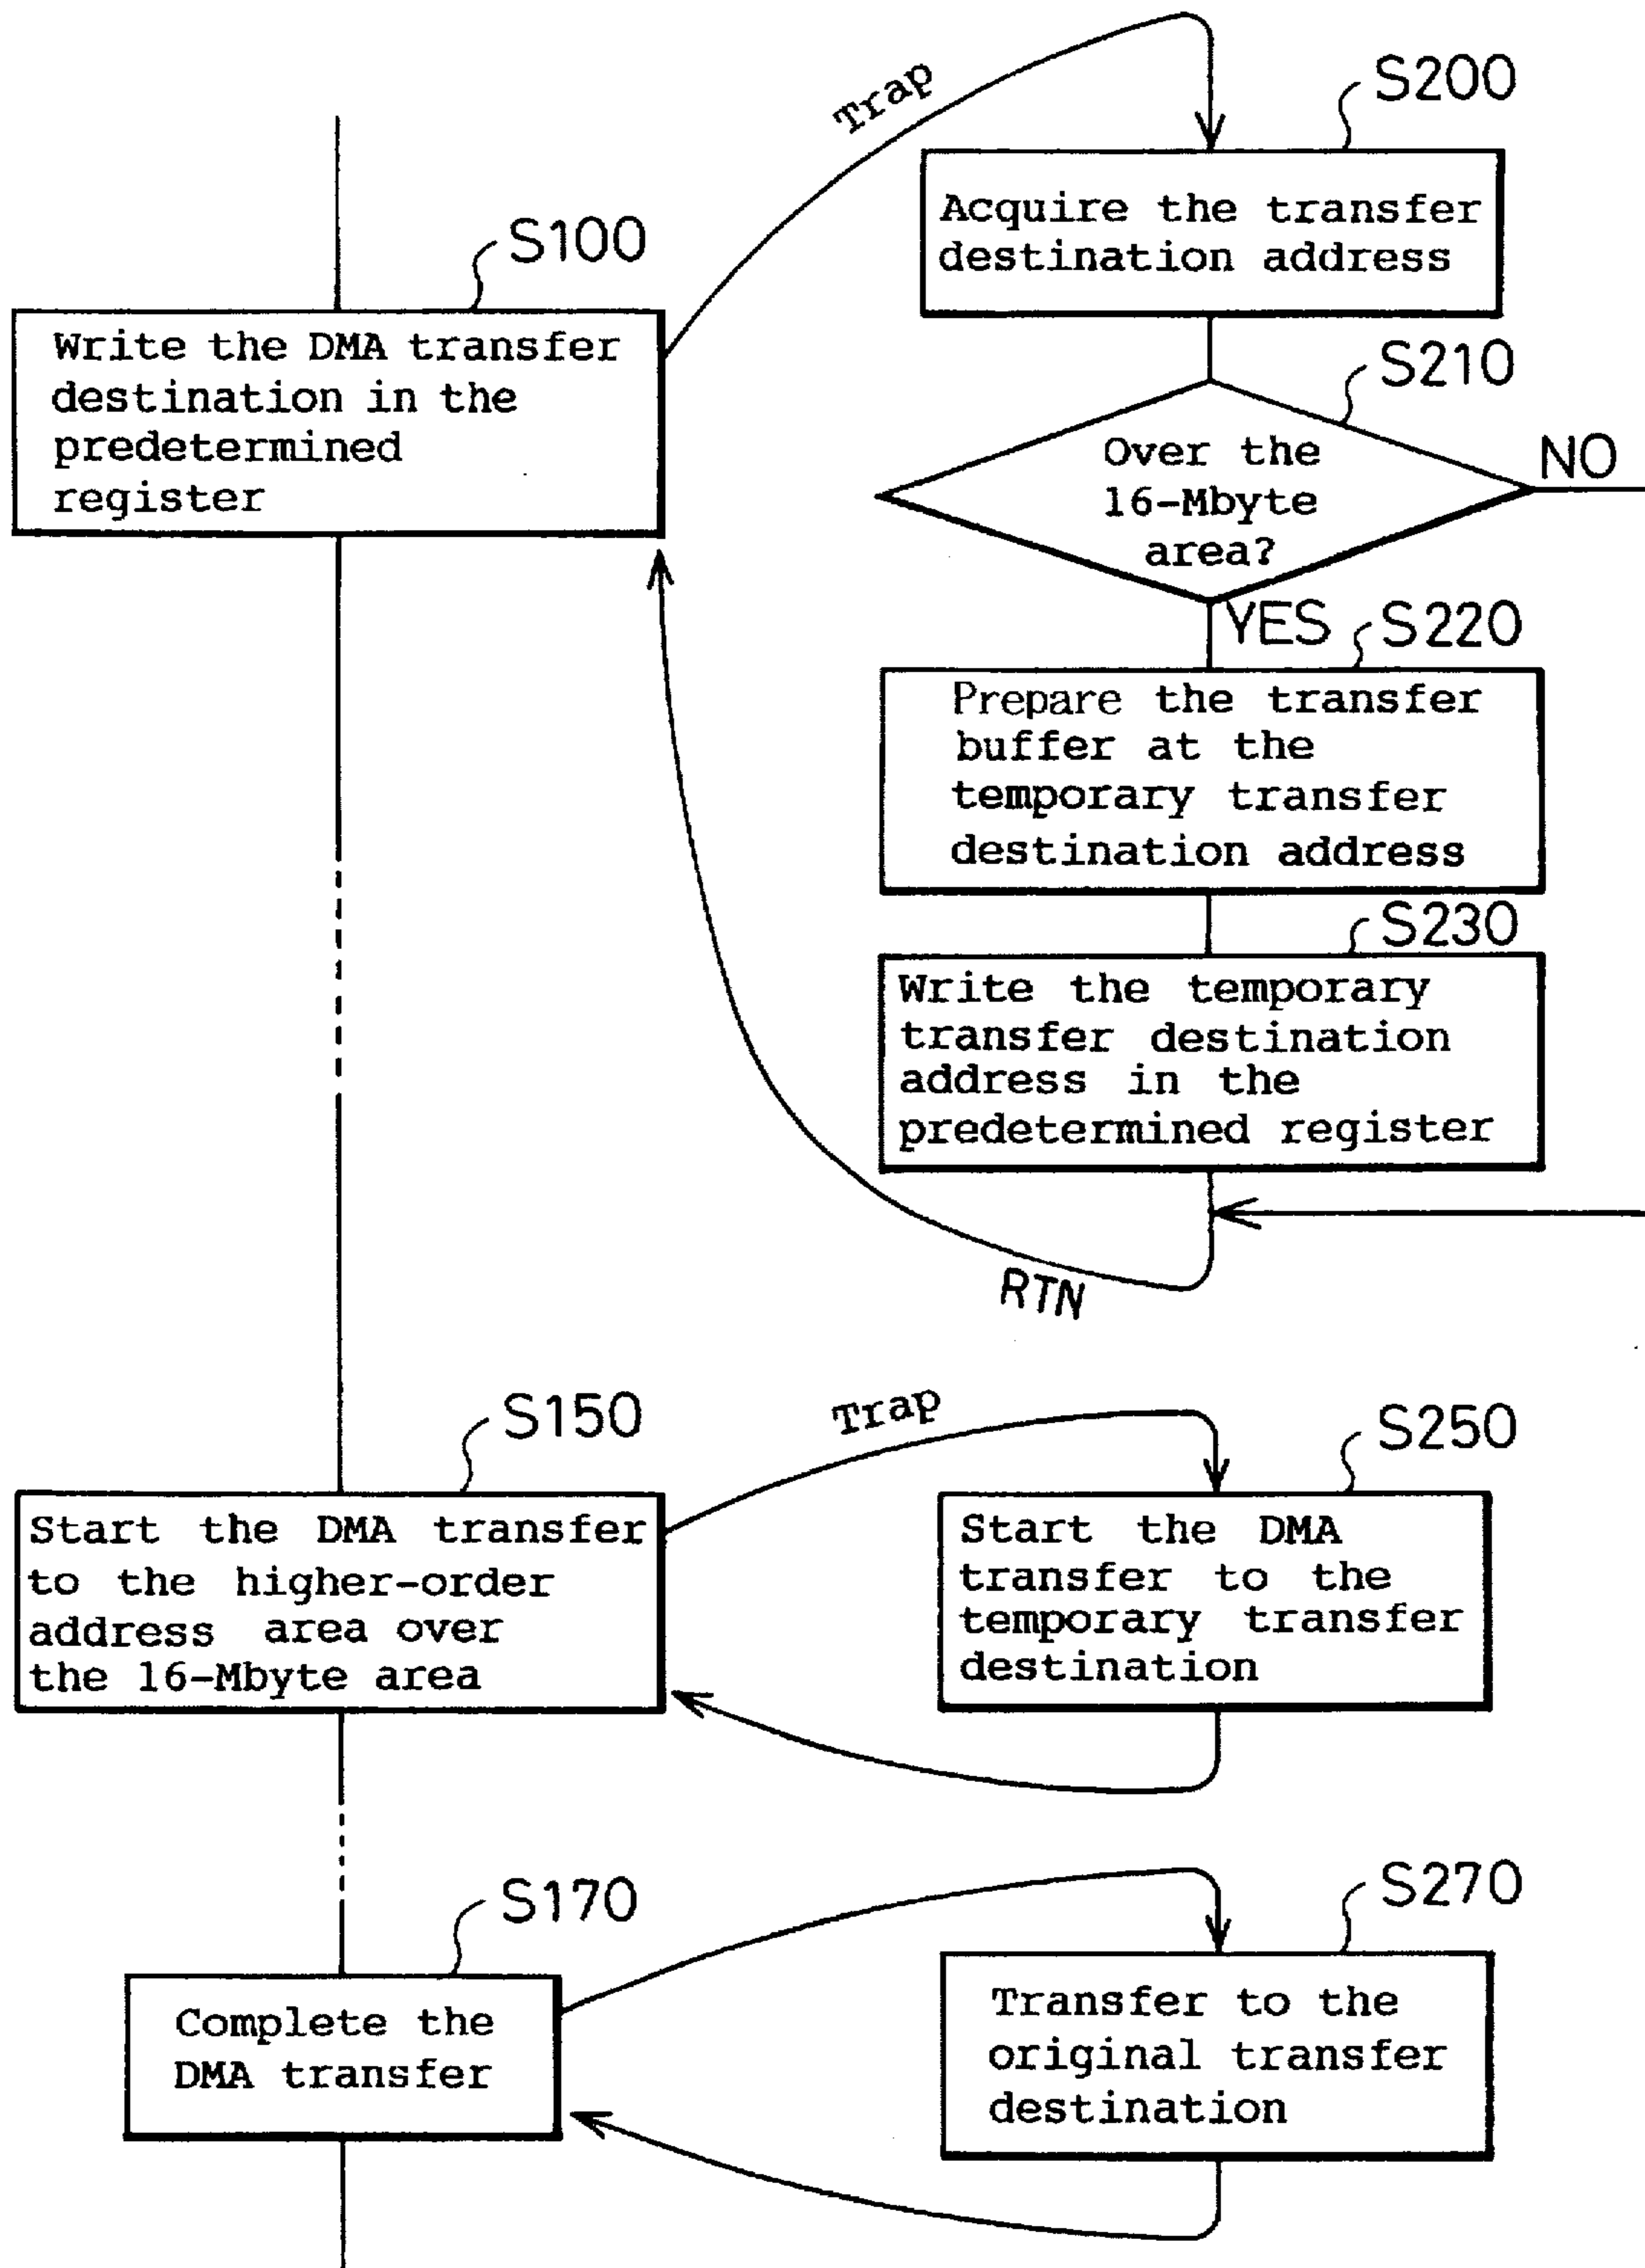 Trap
S200
Acquire the transfer
destination address
S100
Write the DMA transfer
destination in the
predetermined
register
S210
Over the
16-Mbyte
area?
NO
YES
S220
Prepare the transfer
buffer at the
temporary transfer
destination address
S230
Write the temporary
transfer destination
address in the
predetermined register
RTN
S150
Start the DMA transfer
to the higher-order
address area over
the 16-Mbyte area
Trap
S250
Start the DMA
transfer to the
temporary transfer
destination
S170
Complete the
DMA transfer
S270
Transfer to the
original transfer
destination